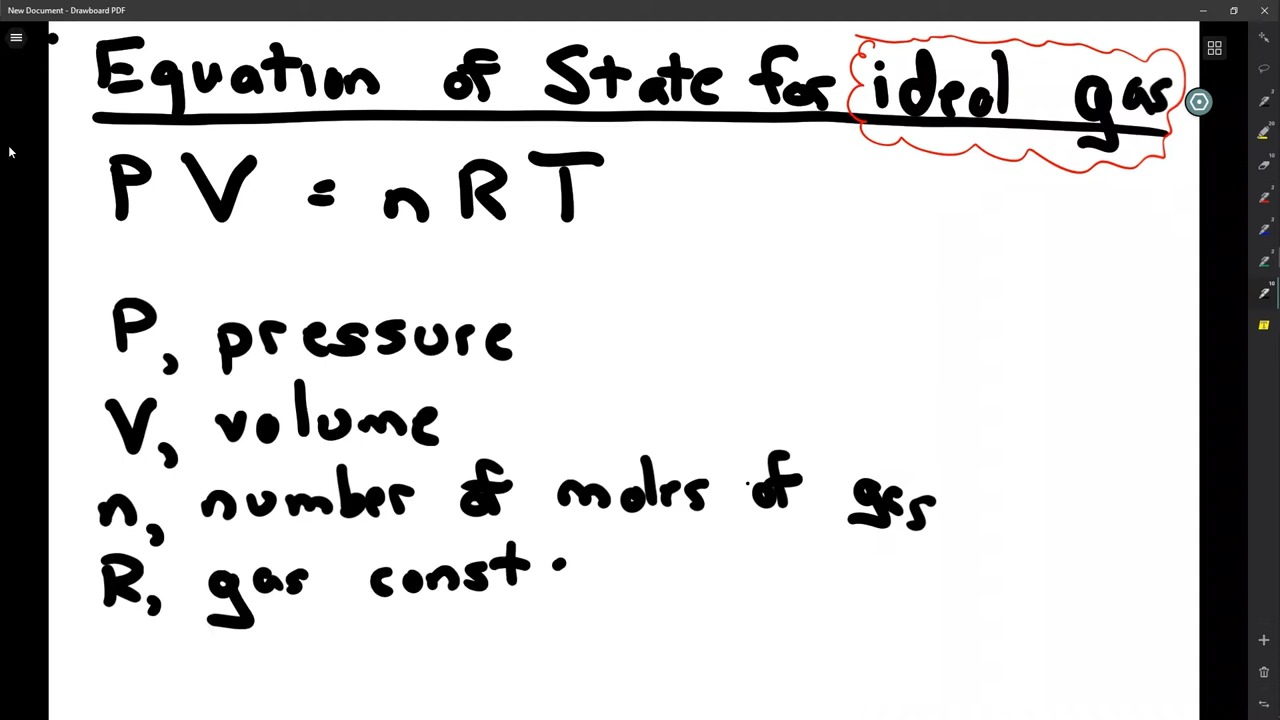 New Document - Drawboard PDF
Equation of State for ideal gas
PV = nRT
P, pressure
V, volume
n, number of moles of gas
R, gas const.